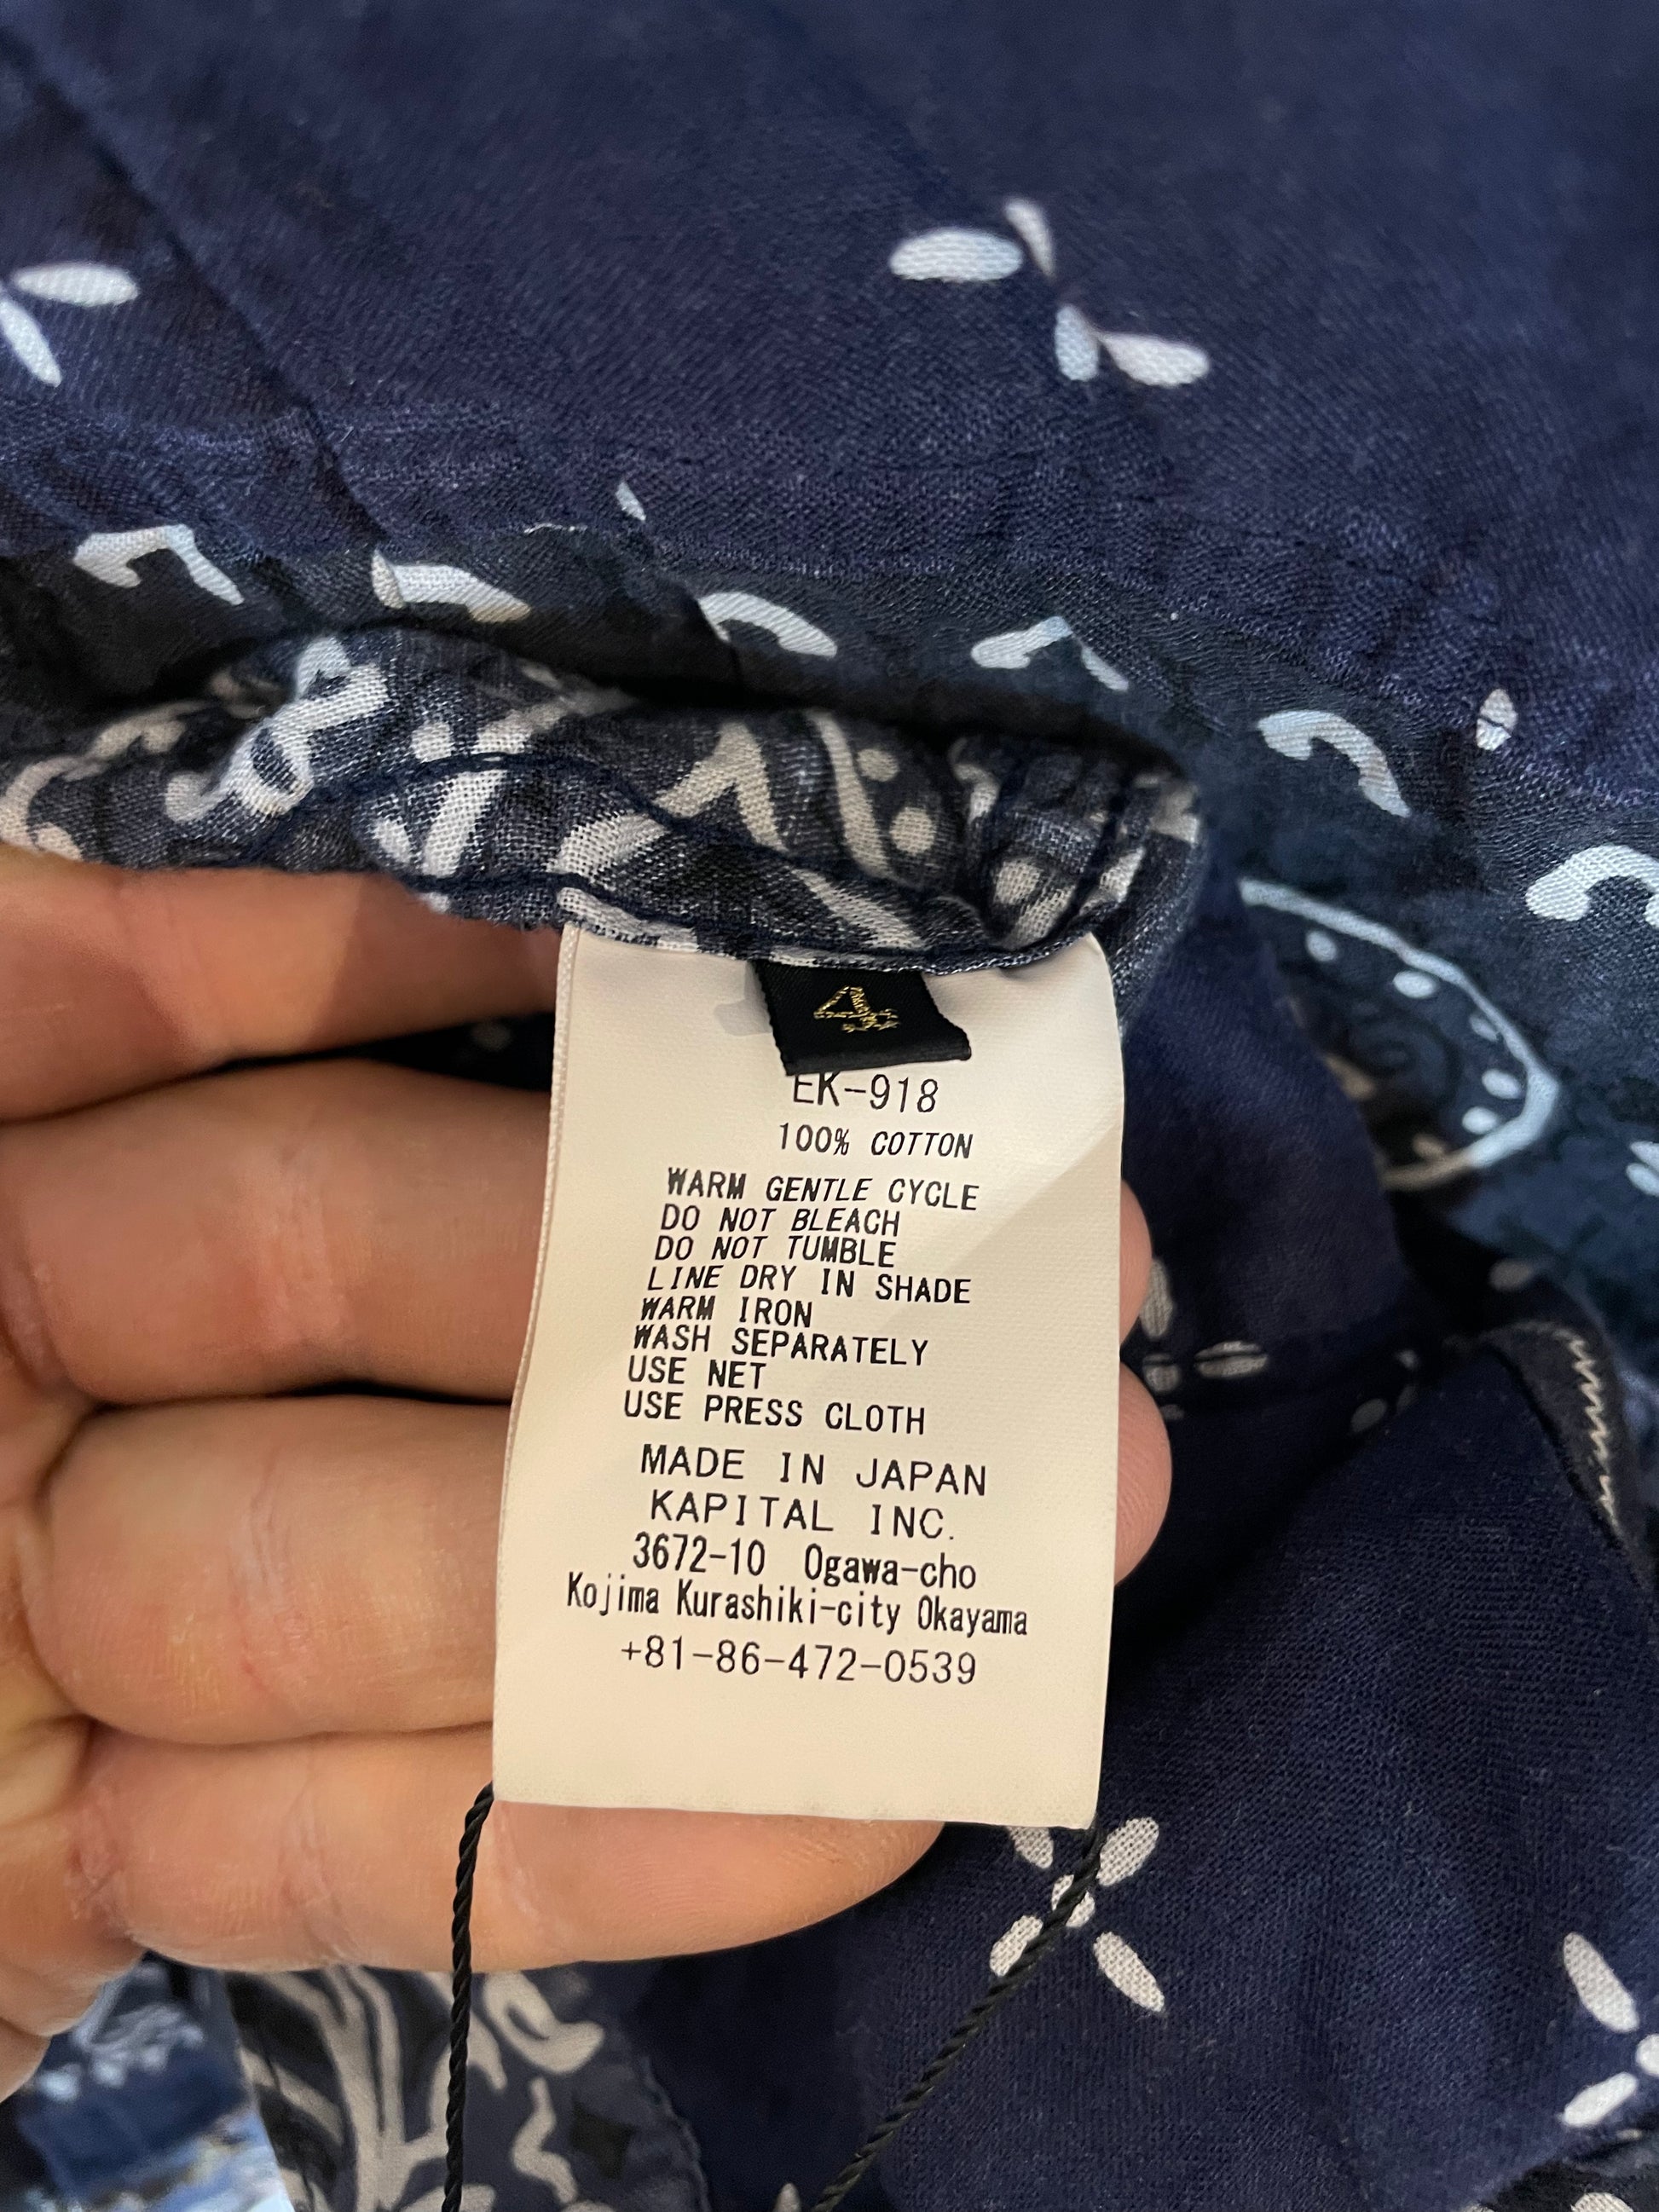 4
EK-918
100% COTTON
WARM GENTLE CYCLE
DO NOT BLEACH
DO NOT TUMBLE
LINE DRY IN SHADE
WARM IRON
WASH SEPARATELY
USE NET
USE PRESS CLOTH
MADE IN JAPAN
KAPITAL INC.
3672-10 Ogawa-cho
Kojima Kurashiki-city Okayama
+81-86-472-0539